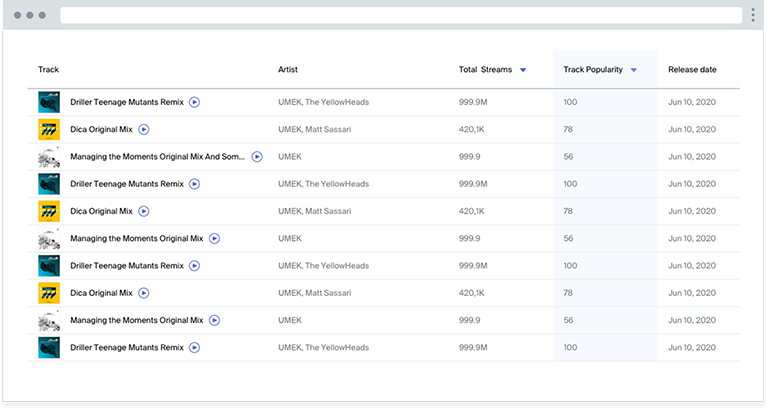 Track Artist Total Streams Track Popularity Release date
Driller Teenage Mutants Remix UMEK, The YellowHeads 999.9M 100 Jun 10, 2020
Dica Original Mix UMEK, Matt Sassari 420,1K 78 Jun 10, 2020
Managing the Moments Original Mix And Som... UMEK 999.9 56 Jun 10, 2020
Driller Teenage Mutants Remix UMEK, The YellowHeads 999.9M 100 Jun 10, 2020
Dica Original Mix UMEK, Matt Sassari 420,1K 78 Jun 10, 2020
Managing the Moments Original Mix UMEK 999.9 56 Jun 10, 2020
Driller Teenage Mutants Remix UMEK, The YellowHeads 999.9M 100 Jun 10, 2020
Dica Original Mix UMEK, Matt Sassari 420,1K 78 Jun 10, 2020
Managing the Moments Original Mix UMEK 999.9 56 Jun 10, 2020
Driller Teenage Mutants Remix UMEK, The YellowHeads 999.9M 100 Jun 10, 2020